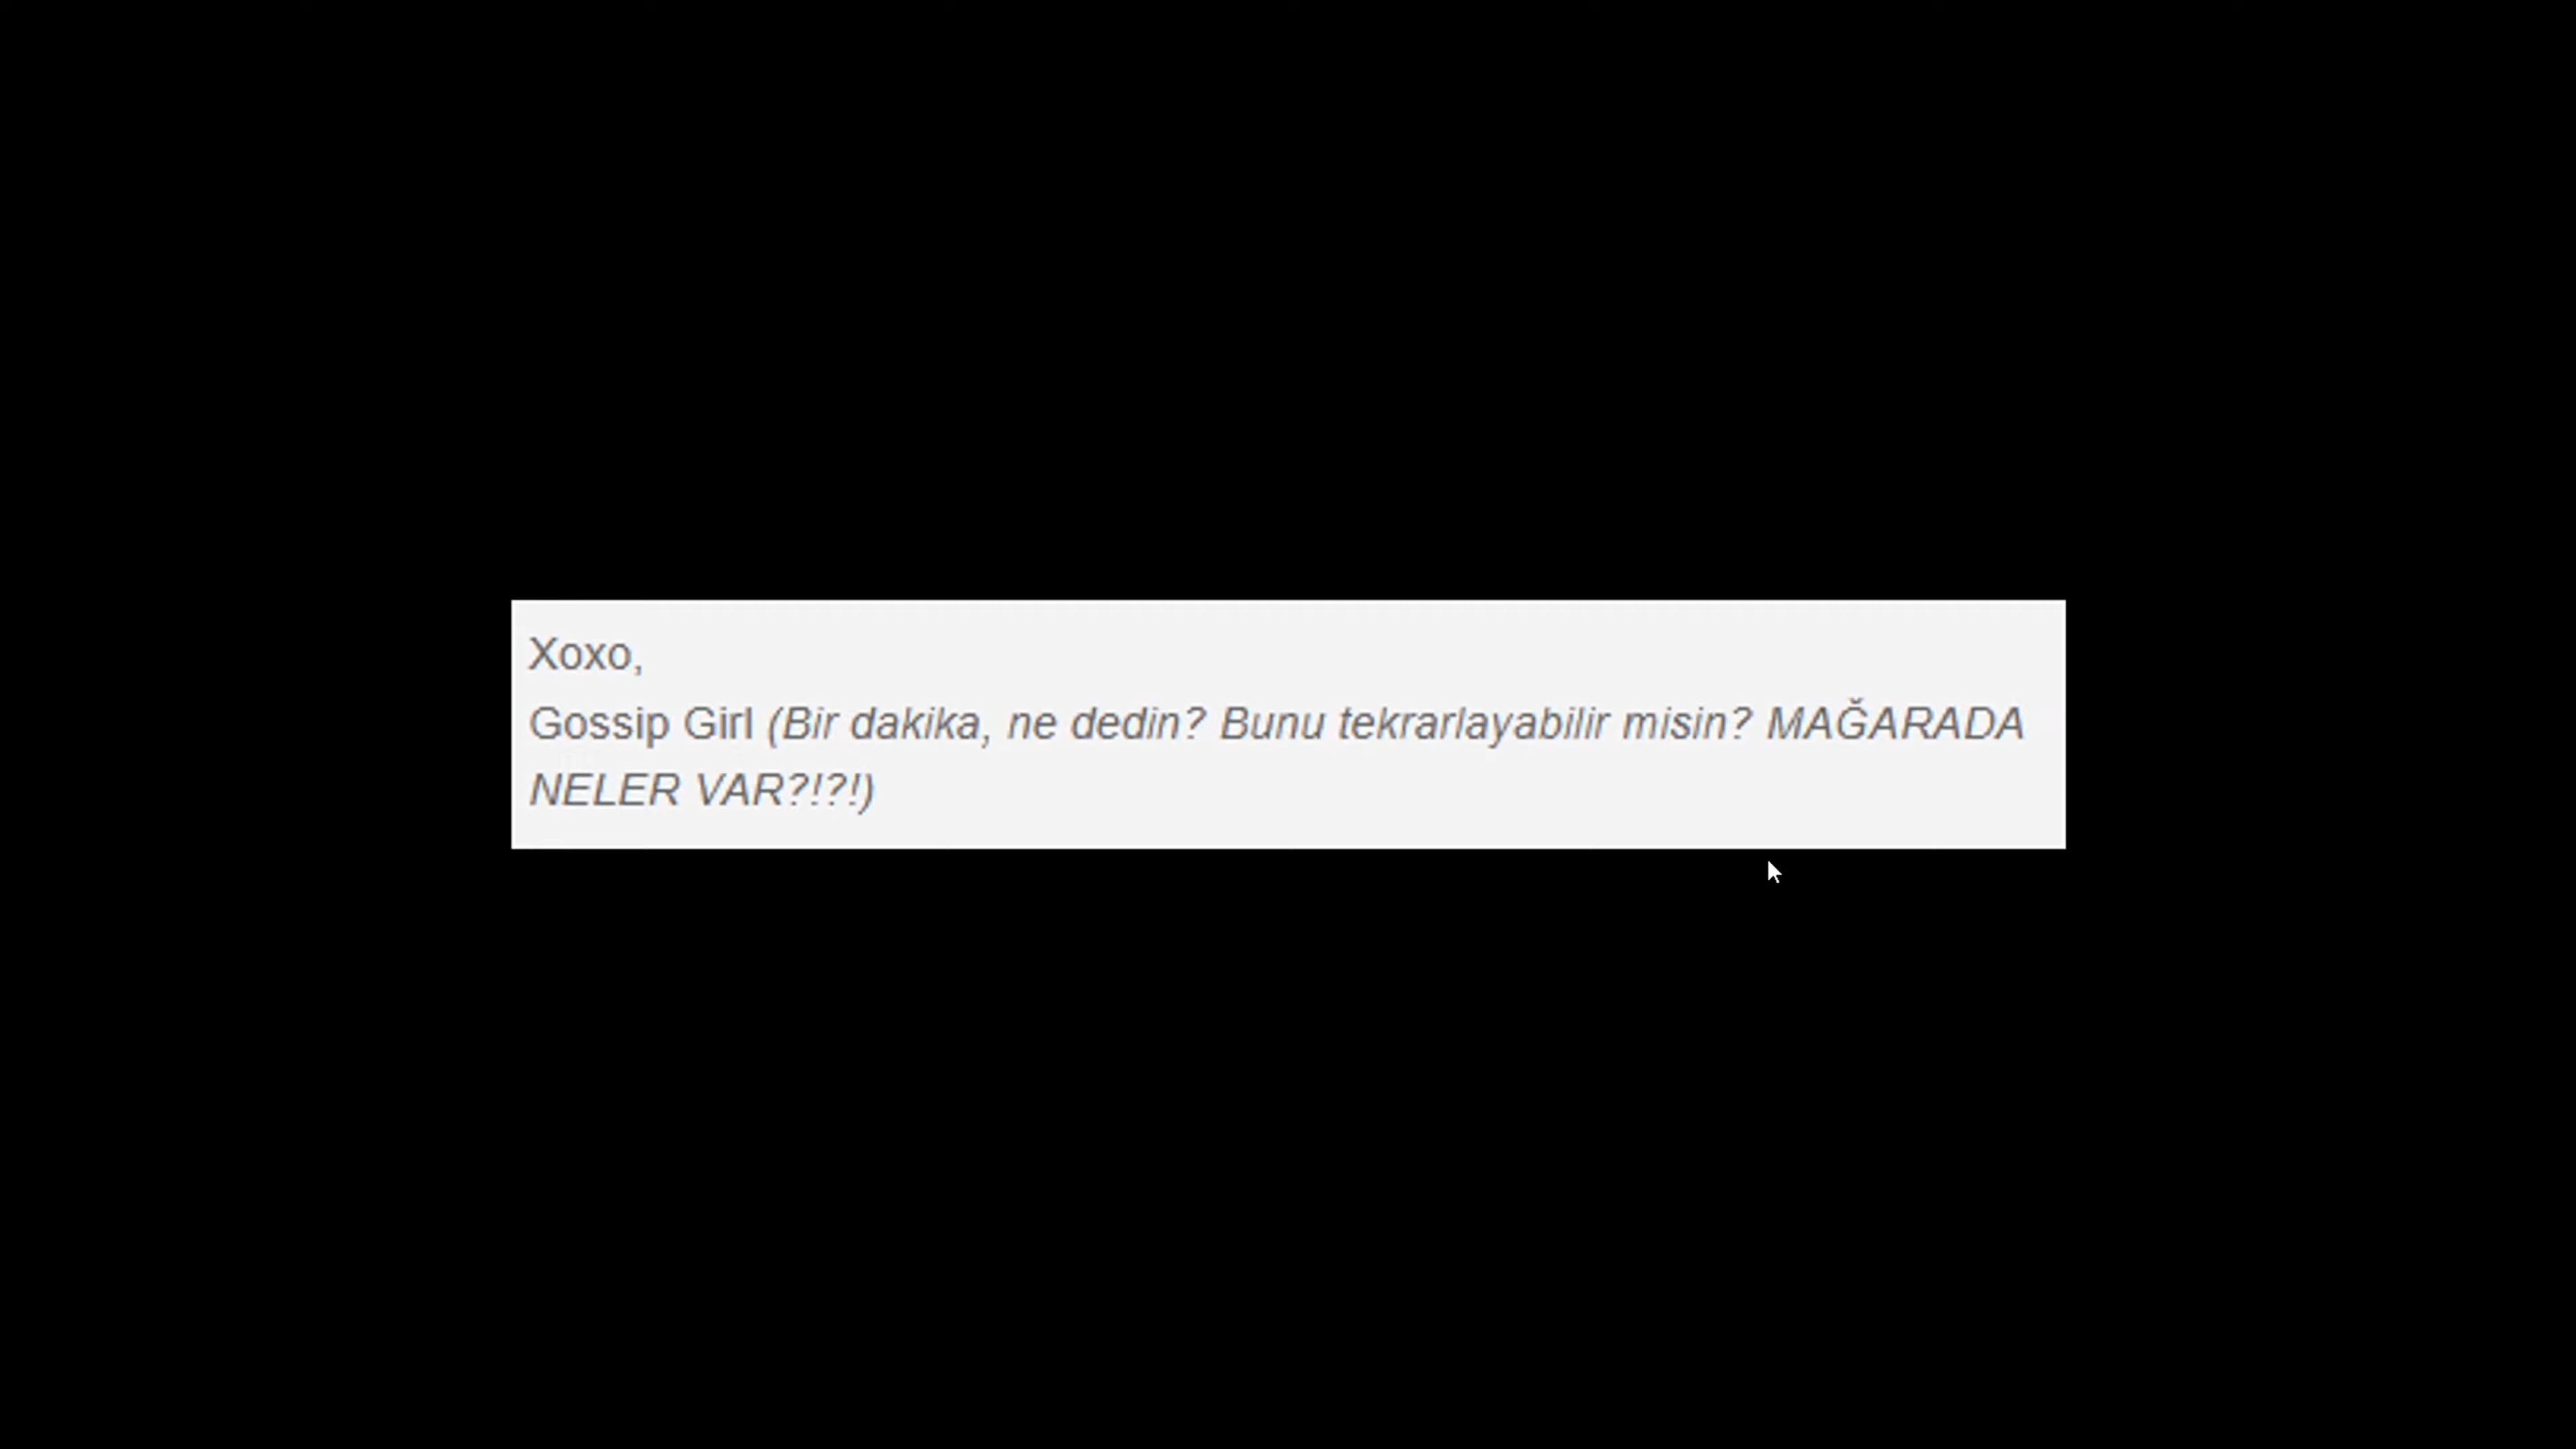 Xoxo,
Gossip Girl (Bir dakika, ne dedin? Bunu tekrarlayabilir misin? MAĞARADA
NELER VAR?!?!)